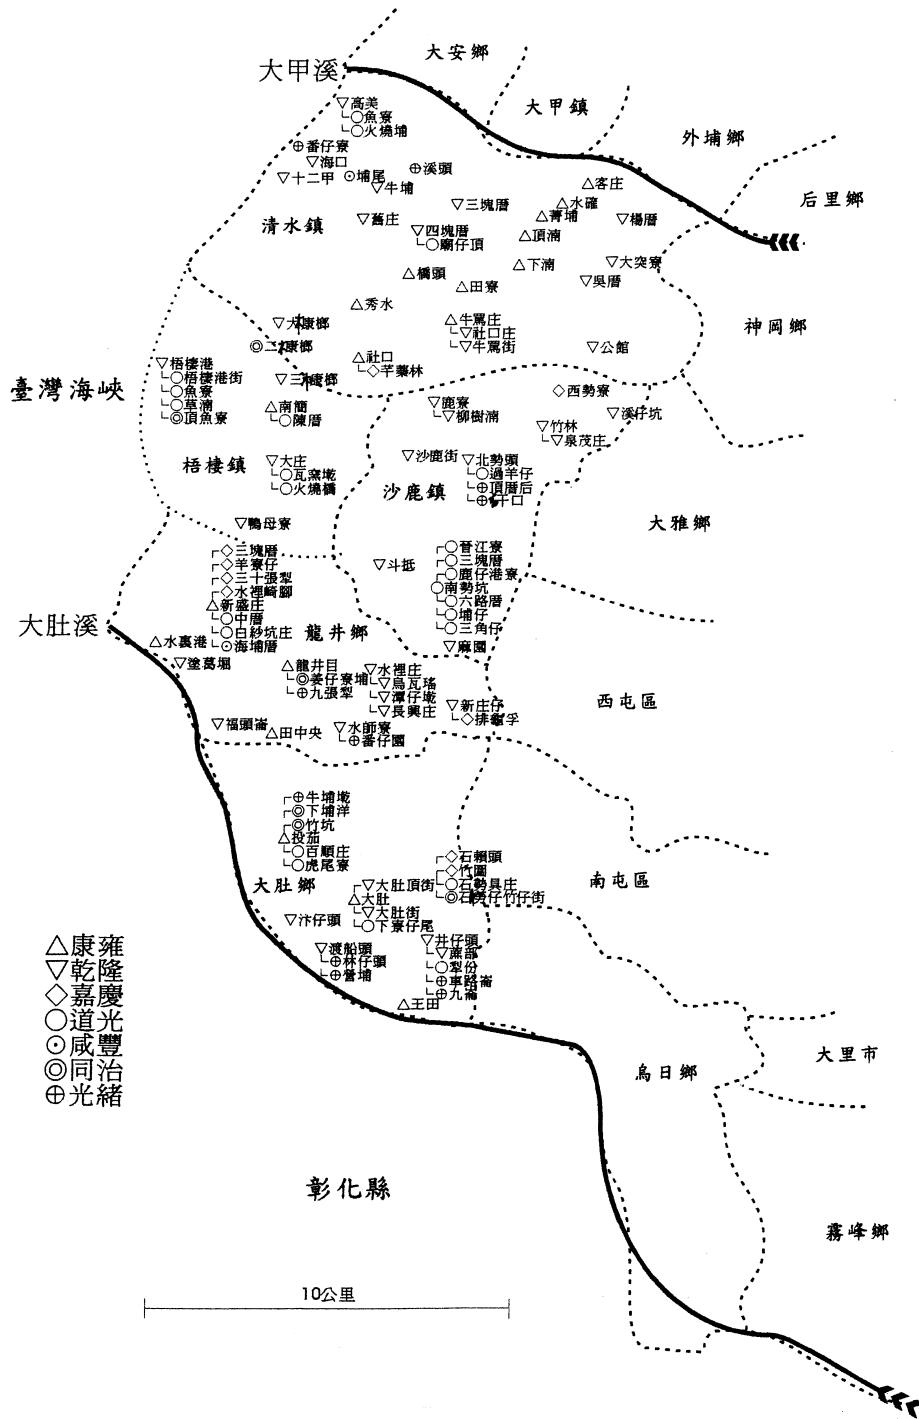 大安鄉
大甲溪
▽高美
○魚寮
○火燒埔
大甲鎮
外埔鄉
⊕番仔寮
▽海口
▽十二甲
⊙埔尾
▽牛埔
⊕溪頭
△客庄
△水確
▽楊厝
后里鄉
▽三塊厝
△菁埔
清水鎮
▽舊庄
▽四塊厝
○廟仔頂
△頂湳
△下湳
▽大突寮
▽吳厝
△橋頭
△田寮
△秀水
▽大康榔
△牛罵庄
▽社口庄
▽牛罵街
▽公館
神岡鄉
◎二康榔
△社口
◇芊藥林
臺灣海峽
▽梧棲港
○梧棲港街
○魚寮
○草湳
◎頂魚寮
▽三康榔
△南簡
○陳厝
◇西勢寮
▽鹿寮
▽柳樹湳
▽溪仔坑
▽竹林
▽泉茂庄
▽沙鹿街
▽北勢頭
○過羊仔
⊕頂厝后
梧棲鎮
▽大庄
○瓦窯墘
○火燒橋
沙鹿鎮
▽鴨母寮
大雅鄉
◇三塊厝
◇羊寮仔
◇三十張犁
◇水裡崎腳
△新盛庄
○中厝
○白紗坑庄
⊙海埔厝
▽斗抵
○晉江寮
○三塊厝
○鹿仔港寮
○南勢坑
○六路厝
○埔仔
○三角仔
▽麻園
大肚溪
龍井鄉
△水裏港
▽塗葛堀
△龍井目
◎姜仔寮埔
⊕九張犁
▽水裡庄
▽烏瓦瑤
▽潭仔墘
▽長興庄
▽新庄仔
西屯區
▽福頭崙
△田中央
▽水師寮
⊕番仔園
⊕牛埔墘
◎下埔洋
◎竹坑
△投茄
○百順庄
○虎尾寮
◇石賴頭
◇竹圍
○石勢具庄
南屯區
大肚鄉
▽大肚頂街
△大肚
▽大肚街
○下寮仔尾
▽汴仔頭
▽渡船頭
⊕林仔頭
⊕營埔
▽井仔頭
▽蔗部
○犁份
⊕車路崙
⊕九崙
△王田
△康雍
▽乾隆
◇嘉慶
○道光
⊙咸豐
◎同治
⊕光緒
大里市
烏日鄉
彰化縣
霧峰鄉
10公里